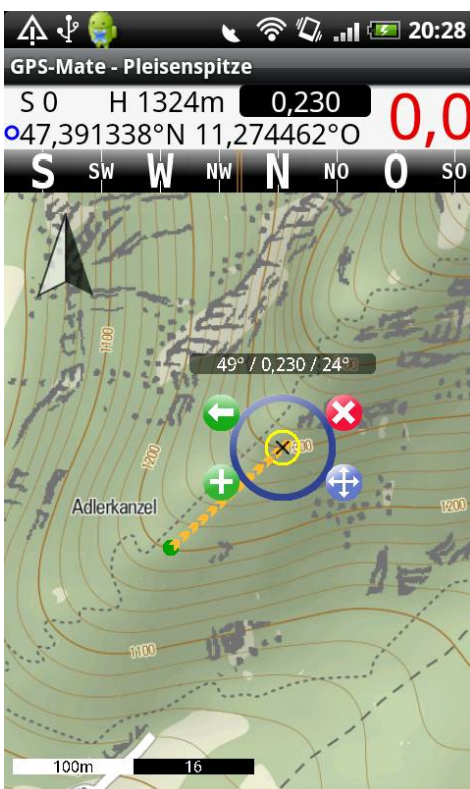 20:28
GPS-Mate - Pleisenspitze
S 0 H 1324m 0,230 0,0
47,391338°N 11,274462°O
S SW W NW N NO O SO
1100
49° / 0,230 / 24°
1300
1200
Adlerkanzel
1200
1100
100m 16